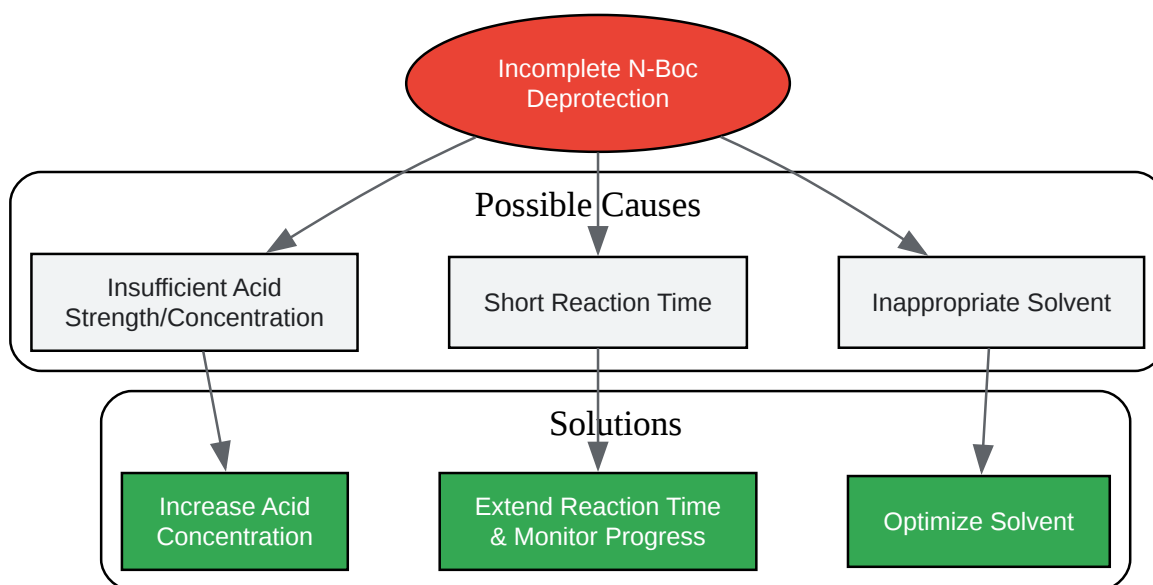 Incomplete N-Boc
Deprotection
Possible Causes
Insufficient Acid
Strength/Concentration
Short Reaction Time
Inappropriate Solvent
Solutions
Increase Acid
Concentration
Extend Reaction Time
& Monitor Progress
Optimize Solvent